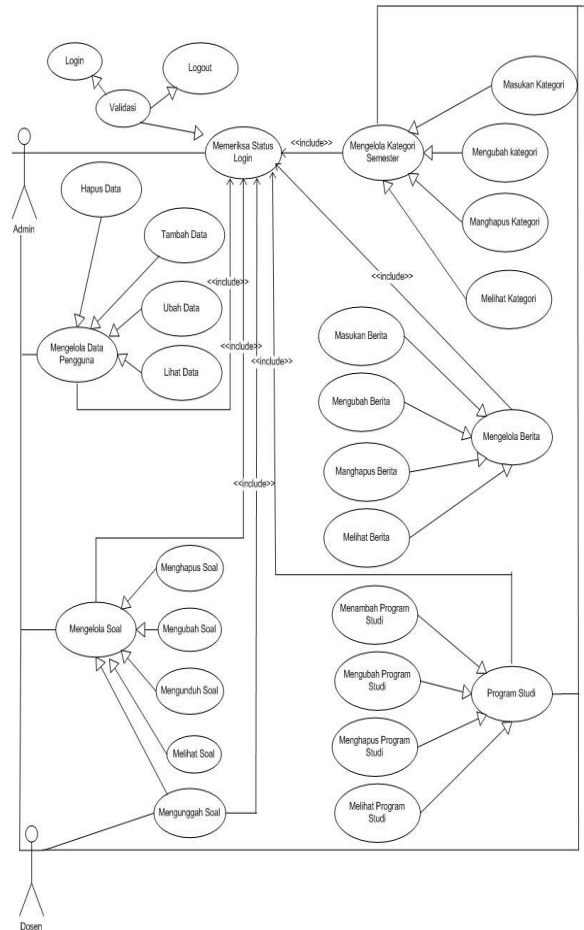 Login
Logout
Validasi
Memeriksa Status
Login
<<include>>
Mengelola Kategori
Semester
Masukan Kategori
Mengubah kategori
Manghapus Kategori
Melihat Kategori
Admin
Hapus Data
Tambah Data
Ubah Data
Lihat Data
Mengelola Data
Pengguna
<<include>>
<<include>>
<<include>>
<<include>>
<<include>>
Masukan Berita
Mengubah Berita
Manghapus Berita
Melihat Berita
Mengelola Berita
Menghapus Soal
Mengubah Soal
Mengunduh Soal
Melihat Soal
Mengunggah Soal
Mengelola Soal
Menambah Program
Studi
Mengubah Program
Studi
Menghapus Program
Studi
Melihat Program
Studi
Program Studi
Dosen